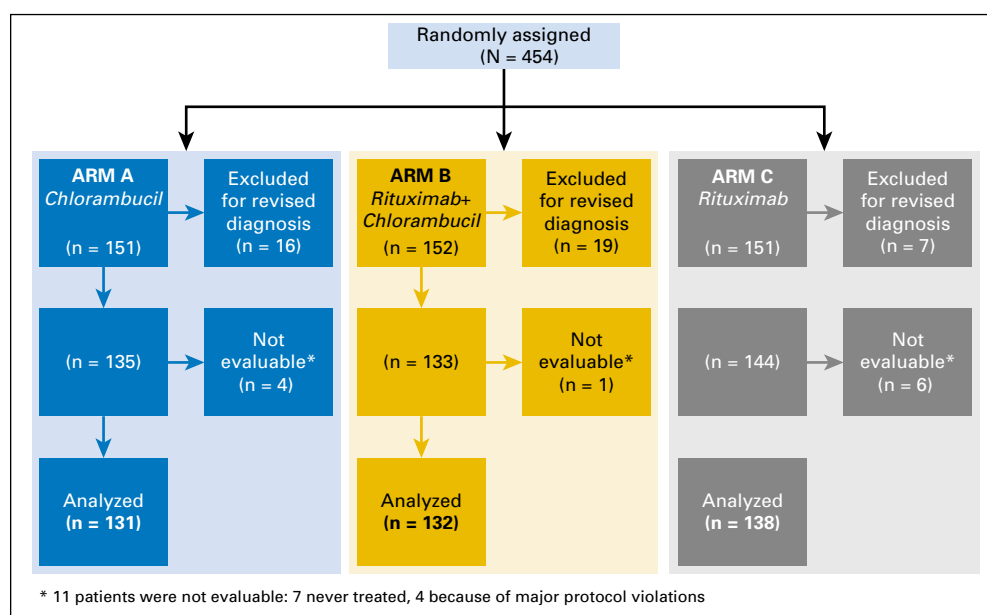 Randomly assigned
(N = 454)
ARM A
Chlorambucil
(n = 151)
Excluded
for revised
diagnosis
(n = 16)
(n = 135)
Not
evaluable*
(n = 4)
Analyzed
(n = 131)
ARM B
Rituximab+
Chlorambucil
(n = 152)
Excluded
for revised
diagnosis
(n = 19)
(n = 133)
Not
evaluable*
(n = 1)
Analyzed
(n = 132)
ARM C
Rituximab
(n = 151)
Excluded
for revised
diagnosis
(n = 7)
(n = 144)
Not
evaluable*
(n = 6)
Analyzed
(n = 138)
* 11 patients were not evaluable: 7 never treated, 4 because of major protocol violations